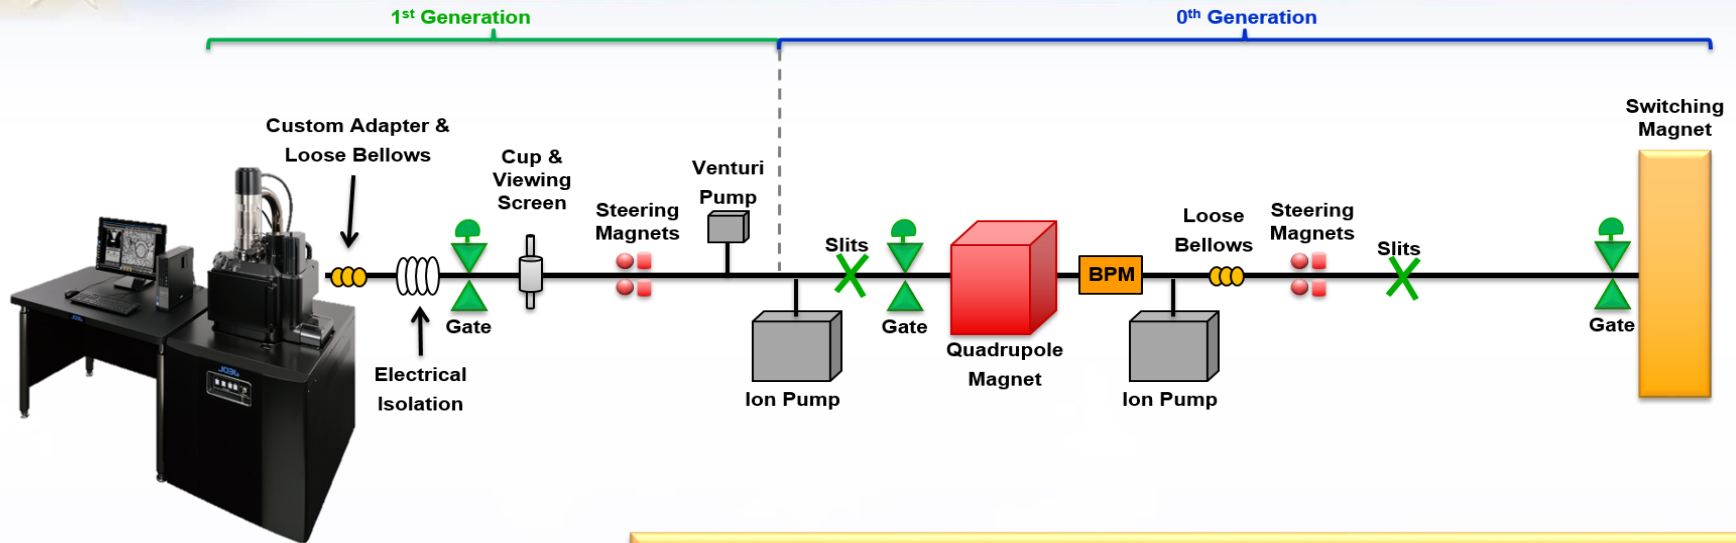 1st Generation
0th Generation
Custom Adapter &
Loose Bellows
Cup &
Viewing
Screen
Steering
Magnets
Venturi
Pump
Slits
Loose
Bellows
Steering
Magnets
Slits
Switching
Magnet
BPM
Gate
Electrical
Isolation
Ion Pump
Gate
Quadrupole
Magnet
Ion Pump
Gate
JEOL